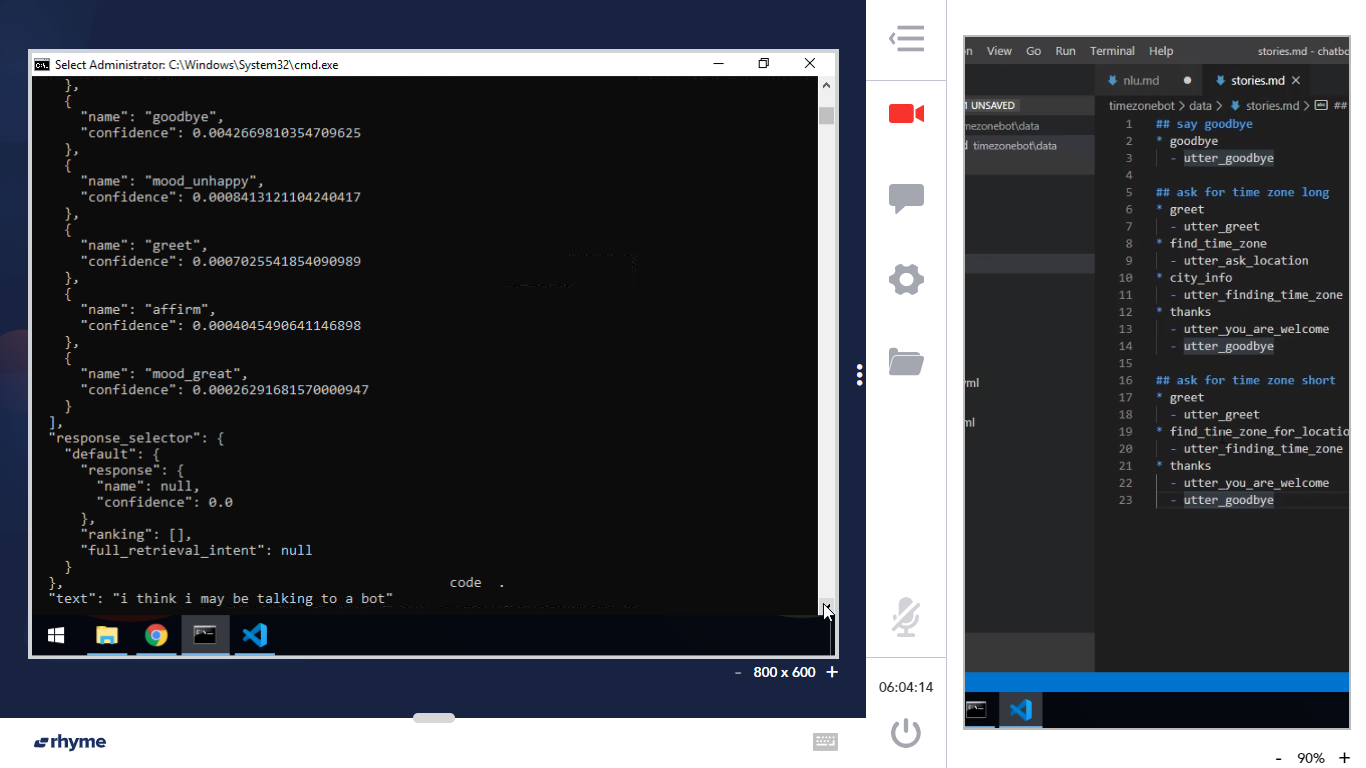 Select Administrator: C:\Windows\System32\cmd.exe
},
{
"name": "goodbye",
"confidence": 0.0042669810354709625
},
{
"name": "mood_unhappy",
"confidence": 0.0008413121104240417
},
{
"name": "greet",
"confidence": 0.0007025541854090989
},
{
"name": "affirm",
"confidence": 0.0004045490641146898
},
{
"name": "mood_great",
"confidence": 0.00026291681570000947
}
],
"response_selector": {
"default": {
"response": {
"name": null,
"confidence": 0.0
},
"ranking": [],
"full_retrieval_intent": null
}
},
code .
"text": "i think i may be talking to a bot"
- 800 x 600 +
rhyme
06:04:14
n View Go Run Terminal Help stories.md - chatbo
nlu.md stories.md
1 UNSAVED
timezonebot > data > stories.md > ##
mezonebot\data
d timezonebot\data
ml
ml
1 ## say goodbye
2 * goodbye
3 - utter_goodbye
4
5 ## ask for time zone long
6 * greet
7 - utter_greet
8 * find_time_zone
9 - utter_ask_location
10 * city_info
11 - utter_finding_time_zone
12 * thanks
13 - utter_you_are_welcome
14 - utter_goodbye
15
16 ## ask for time zone short
17 * greet
18 - utter_greet
19 * find_time_zone_for_locatio
20 - utter_finding_time_zone
21 * thanks
22 - utter_you_are_welcome
23 - utter_goodbye
- 90% +